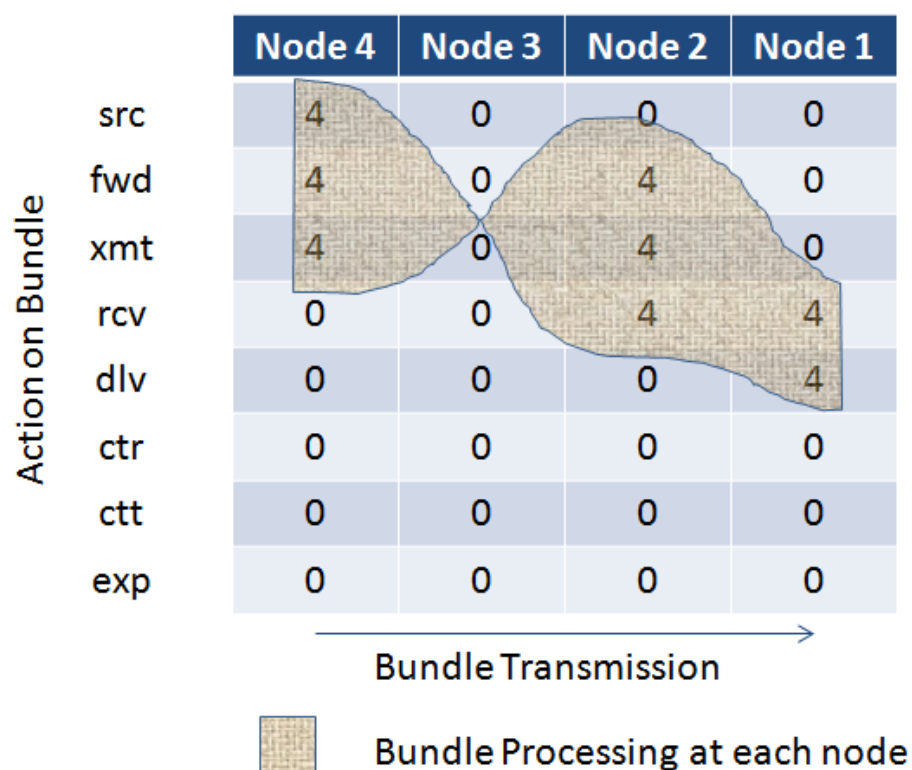 Node 4 Node 3 Node 2 Node 1
src 4 0 0 0
fwd 4 0 4 0
xmt 4 0 4 0
rcv 0 0 4 4
dlv 0 0 0 4
ctr 0 0 0 0
ctt 0 0 0 0
exp 0 0 0 0
Action on Bundle
Bundle Transmission
Bundle Processing at each node